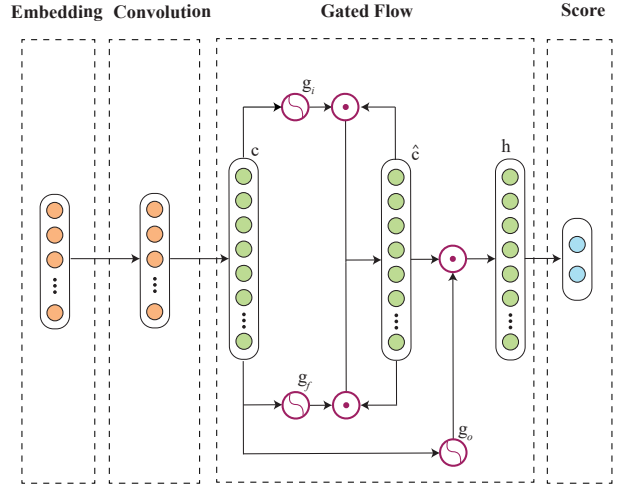 Embedding Convolution Gated Flow Score
g_i
c ĉ h
g_f
g_o